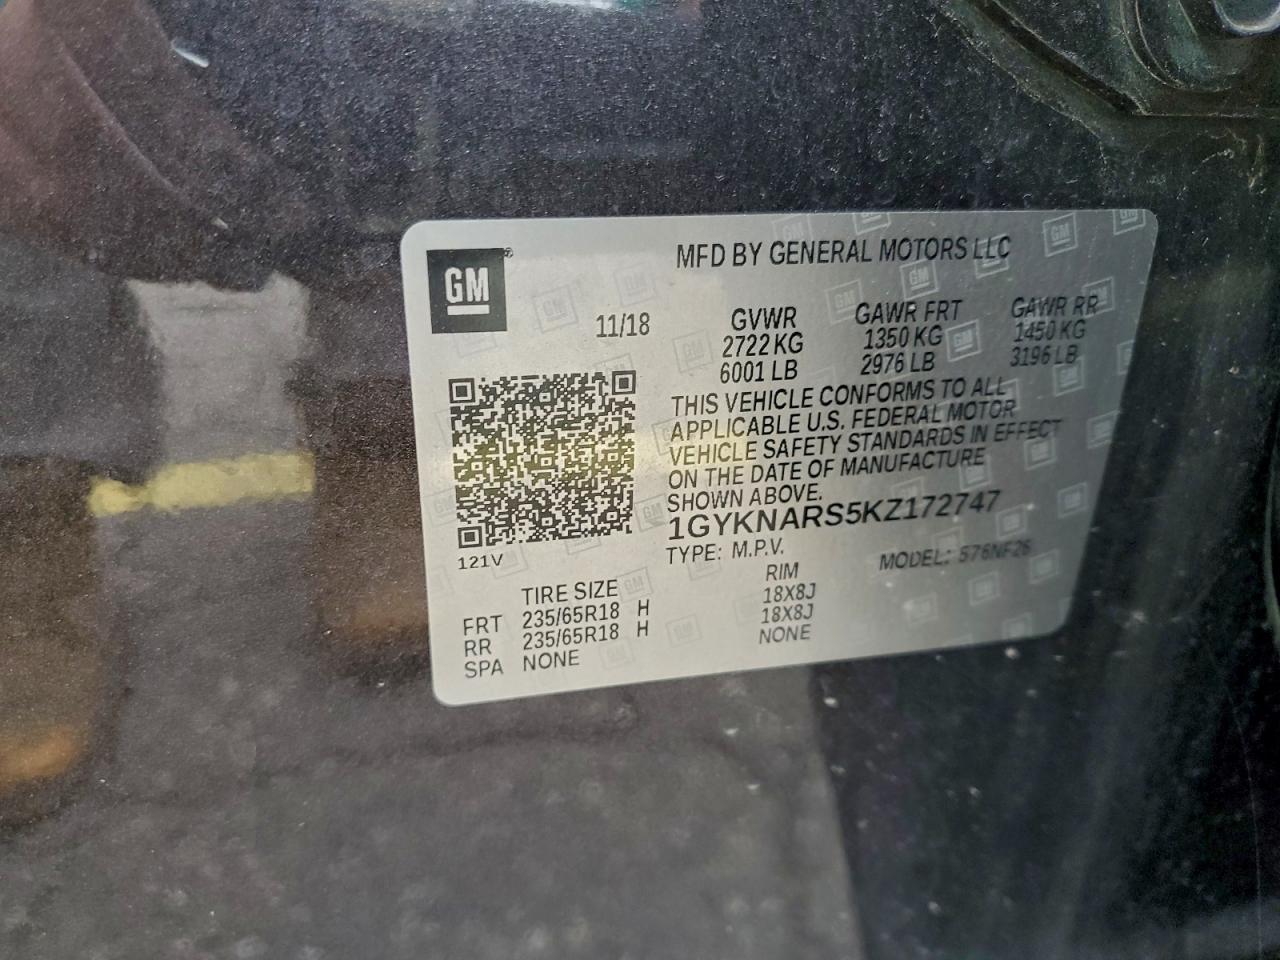 GM
MFD BY GENERAL MOTORS LLC
11/18
GVWR GAWR FRT GAWR RR
2722 KG 1350 KG 1450 KG
6001 LB 2976 LB 3196 LB
THIS VEHICLE CONFORMS TO ALL
APPLICABLE U.S. FEDERAL MOTOR
VEHICLE SAFETY STANDARDS IN EFFECT
ON THE DATE OF MANUFACTURE
SHOWN ABOVE.
1GYKNARS5KZ172747
121V
TYPE: M.P.V. MODEL: 576NF26
TIRE SIZE RIM
FRT 235/65R18 H 18X8J
RR 235/65R18 H 18X8J
SPA NONE NONE